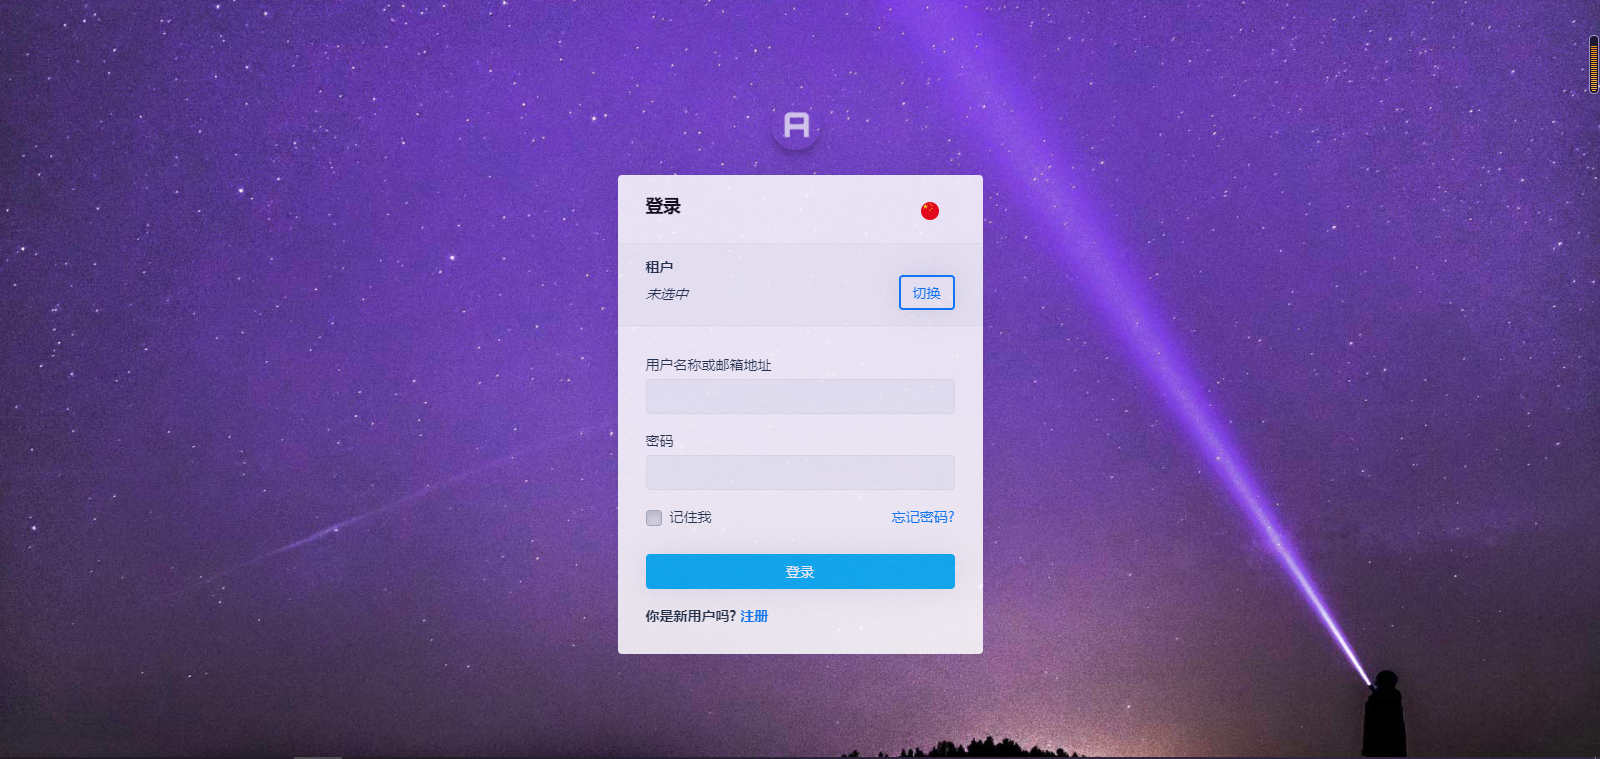 A
登录
租户
未选中
切换
用户名称或邮箱地址
密码
记住我
忘记密码?
登录
你是新用户吗? 注册